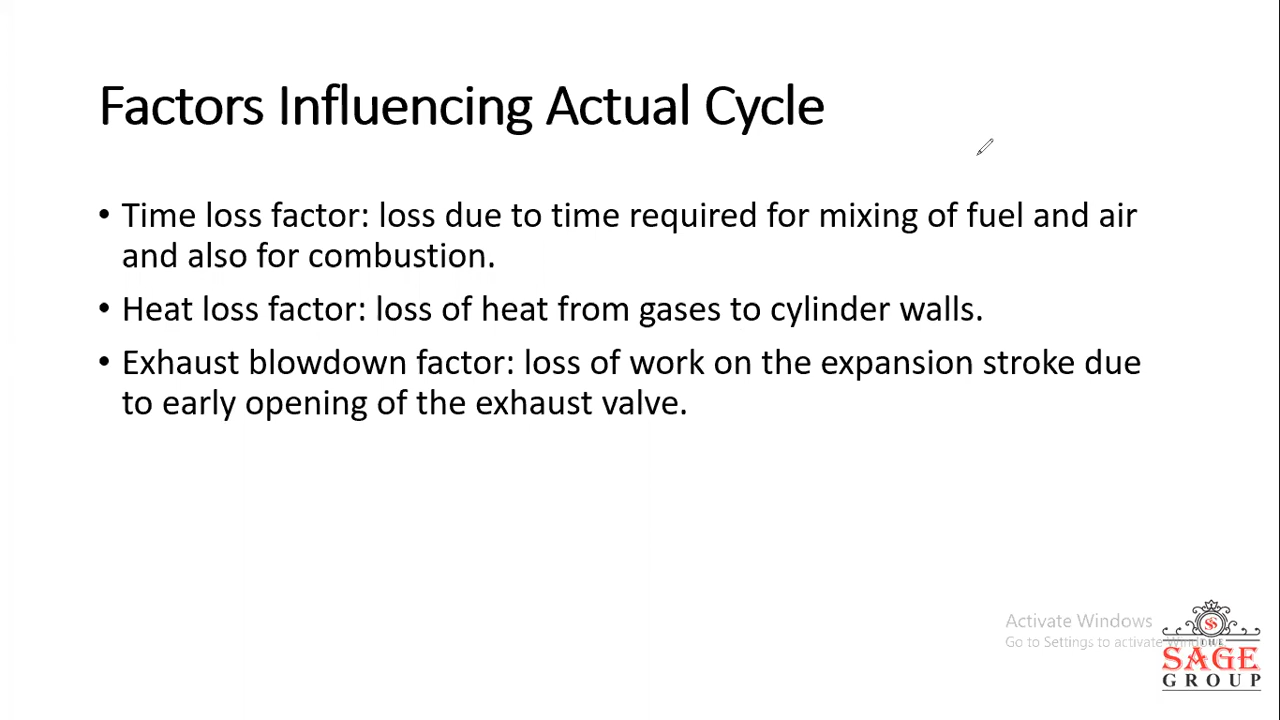 Factors Influencing Actual Cycle
• Time loss factor: loss due to time required for mixing of fuel and air
and also for combustion.
• Heat loss factor: loss of heat from gases to cylinder walls.
• Exhaust blowdown factor: loss of work on the expansion stroke due
to early opening of the exhaust valve.
Activate Windows
Go to Settings to activate Windows.
THE
SAGE
GROUP